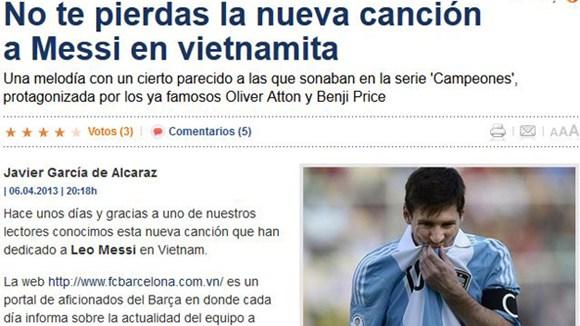 No te pierdas la nueva canción
a Messi en vietnamita
Una melodía con un cierto parecido a las que sonaban en la serie 'Campeones',
protagonizada por los ya famosos Oliver Atton y Benji Price
Votos (3) | Comentarios (5) AAA
Javier García de Alcaraz
| 06.04.2013 | 20:18h
Hace unos días y gracias a uno de nuestros
lectores conocimos esta nueva canción que han
dedicado a Leo Messi en Vietnam.
La web http://www.fcbarcelona.com.vn/ es un
portal de aficionados del Barça en donde cada
día informa sobre la actualidad del equipo a